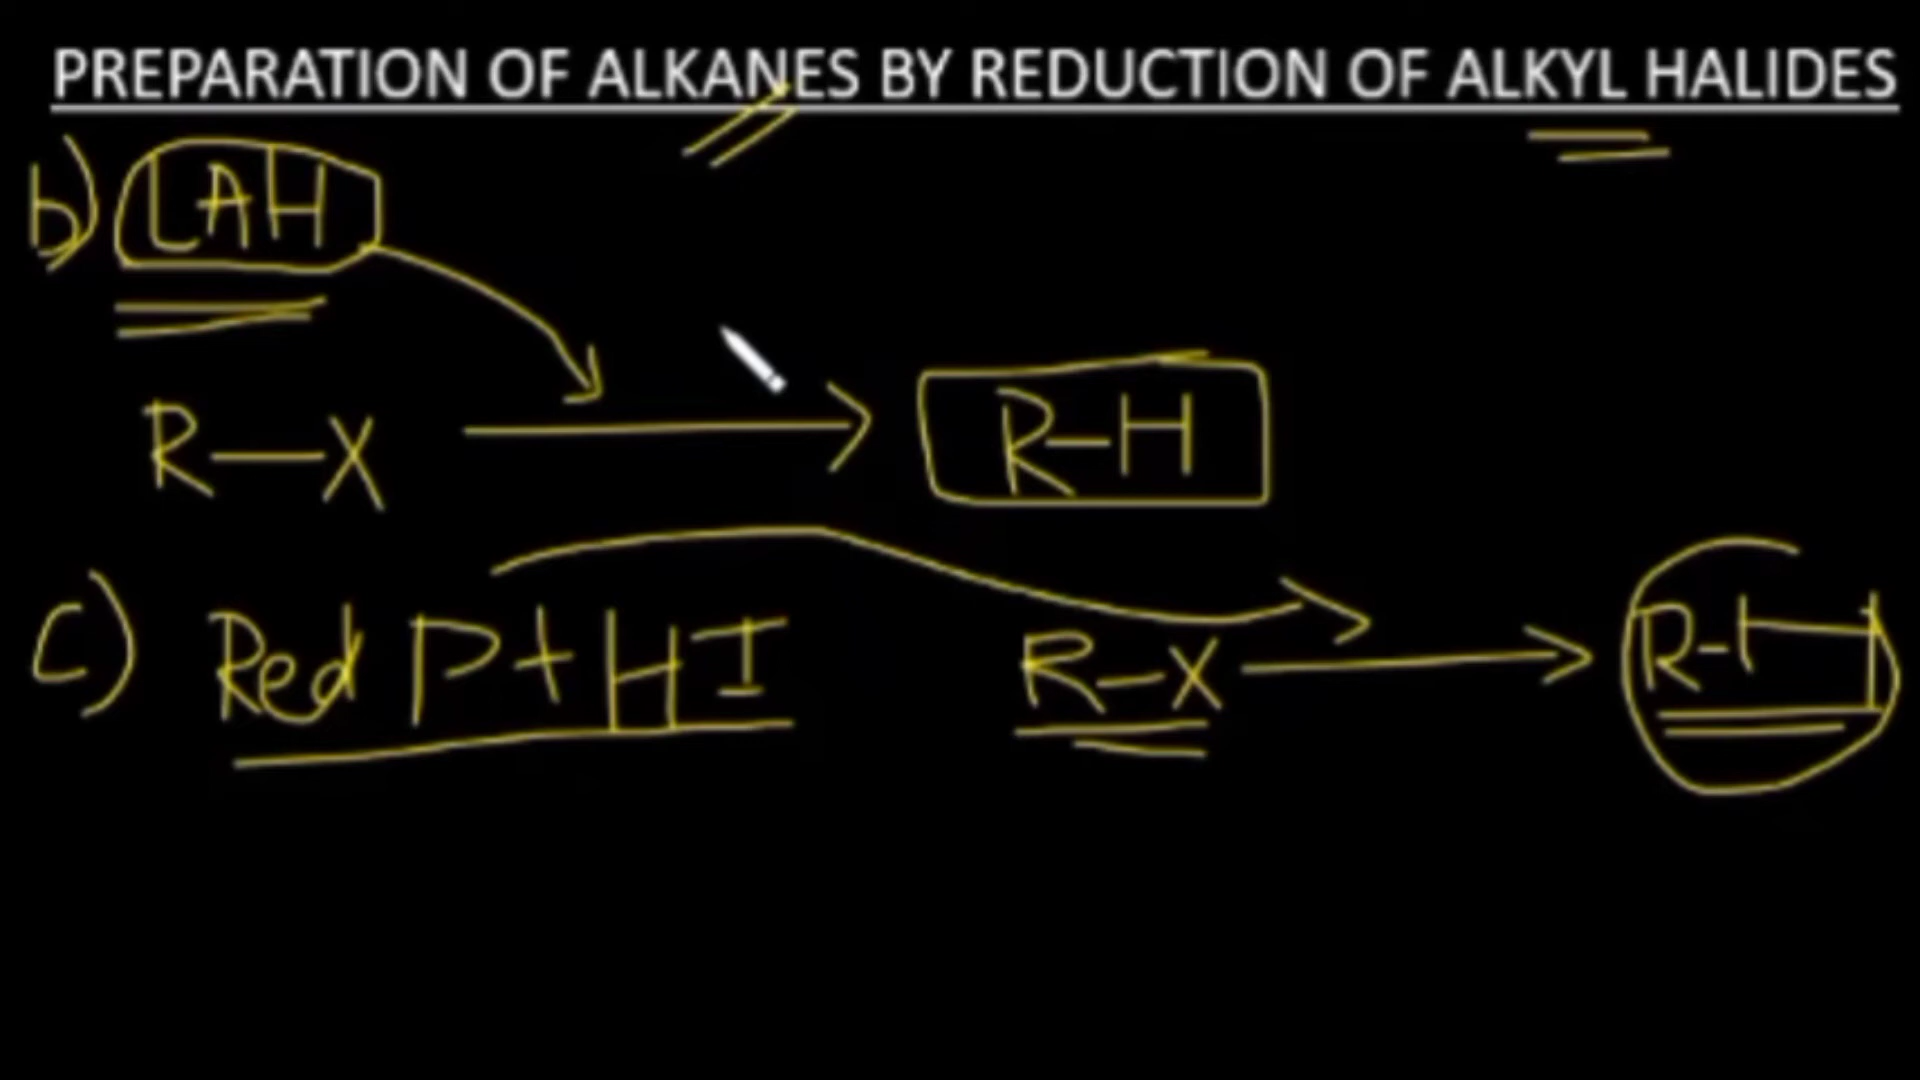 PREPARATION OF ALKANES BY REDUCTION OF ALKYL HALIDES
b) LAH
R—X R-H
c) Red P+HI R-X R-H